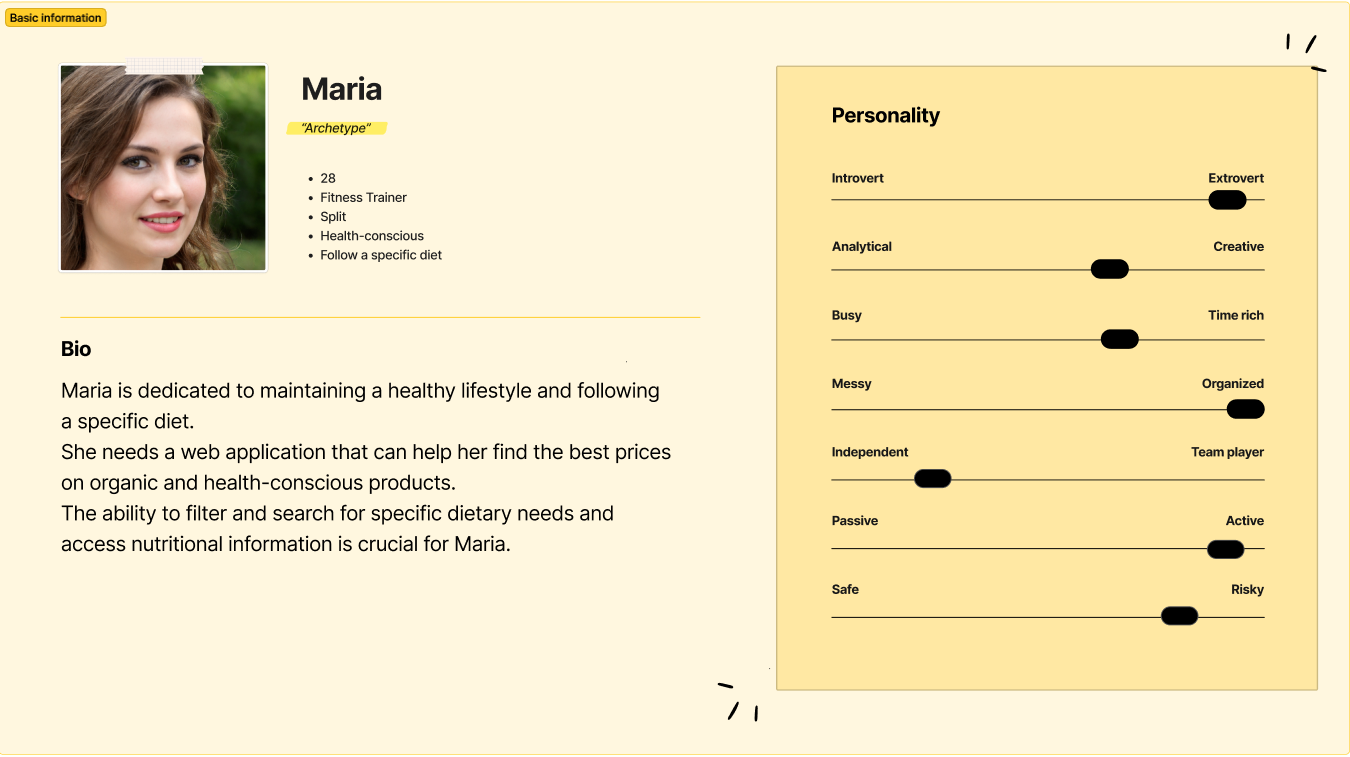 Basic information
Maria
“Archetype”
• 28
• Fitness Trainer
• Split
• Health-conscious
• Follow a specific diet
Bio
Maria is dedicated to maintaining a healthy lifestyle and following
a specific diet.
She needs a web application that can help her find the best prices
on organic and health-conscious products.
The ability to filter and search for specific dietary needs and
access nutritional information is crucial for Maria.
Personality
Introvert Extrovert
Analytical Creative
Busy Time rich
Messy Organized
Independent Team player
Passive Active
Safe Risky